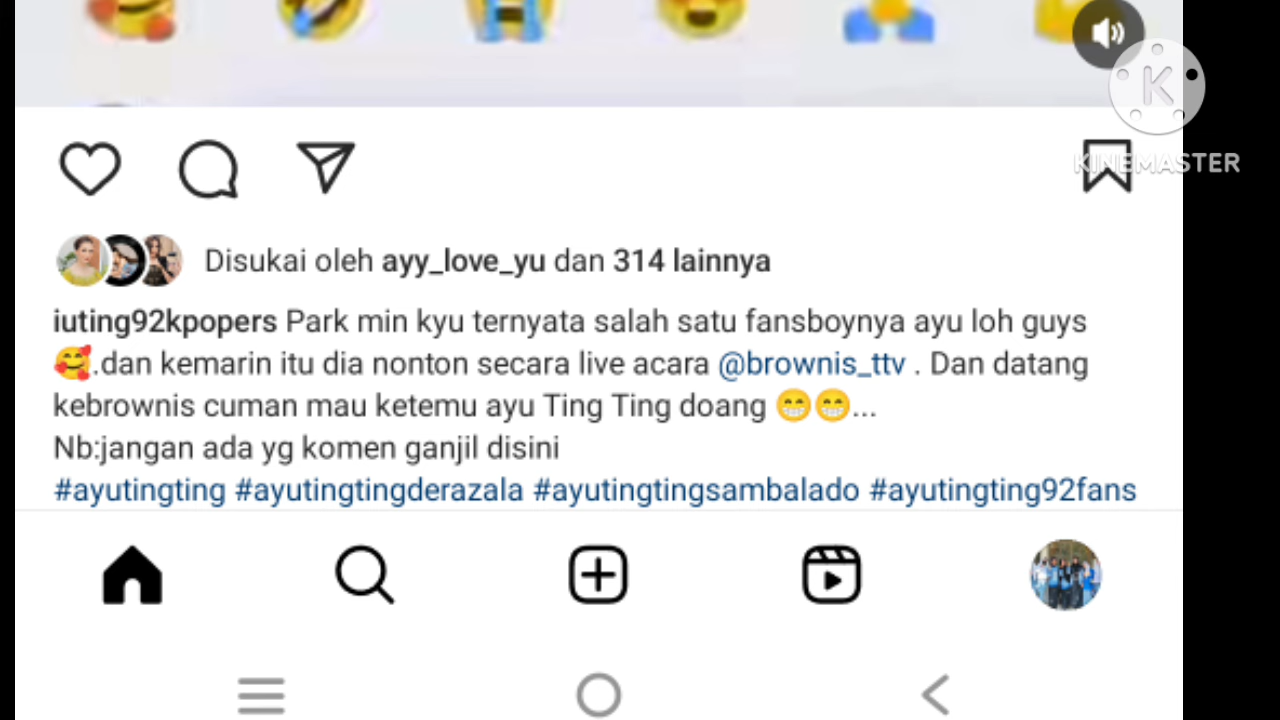 KINEMASTER
Disukai oleh ayy_love_yu dan 314 lainnya
iuting92kpopers Park min kyu ternyata salah satu fansboynya ayu loh guys
🥰.dan kemarin itu dia nonton secara live acara @brownis_ttv . Dan datang
kebrownis cuman mau ketemu ayu Ting Ting doang 😁😁...
Nb:jangan ada yg komen ganjil disini
#ayutingting #ayutingtingderazala #ayutingtingsambalado #ayutingting92fans